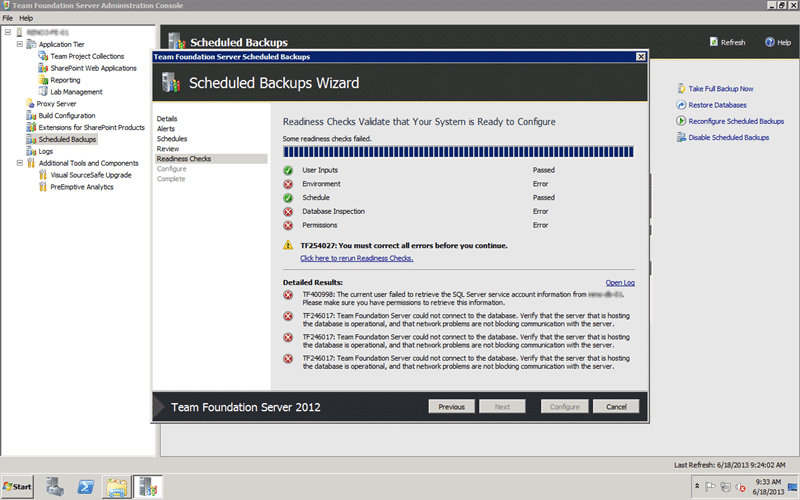 Team Foundation Server Administration Console
File Help
Application Tier
Team Project Collections
SharePoint Web Applications
Reporting
Lab Management
Proxy Server
Build Configuration
Extensions for SharePoint Products
Scheduled Backups
Logs
Additional Tools and Components
Visual SourceSafe Upgrade
PreEmptive Analytics
Scheduled Backups
Refresh
Help
Take Full Backup Now
Restore Databases
Reconfigure Scheduled Backups
Disable Scheduled Backups
Team Foundation Server Scheduled Backups
Scheduled Backups Wizard
Details
Alerts
Schedules
Review
Readiness Checks
Configure
Complete
Readiness Checks Validate that Your System is Ready to Configure
Some readiness checks failed.
User Inputs Passed
Environment Error
Schedule Passed
Database Inspection Error
Permissions Error
TF254027: You must correct all errors before you continue.
Click here to rerun Readiness Checks.
Detailed Results:
Open Log
TF400998: The current user failed to retrieve the SQL Server service account information from
Please make sure you have permissions to retrieve this information.
TF246017: Team Foundation Server could not connect to the database. Verify that the server that is hosting
the database is operational, and that network problems are not blocking communication with the server.
TF246017: Team Foundation Server could not connect to the database. Verify that the server that is hosting
the database is operational, and that network problems are not blocking communication with the server.
TF246017: Team Foundation Server could not connect to the database. Verify that the server that is hosting
the database is operational, and that network problems are not blocking communication with the server.
Team Foundation Server 2012
Previous
Next
Configure
Cancel
Last Refresh: 6/18/2013 9:24:02 AM
Start
9:33 AM
6/18/2013